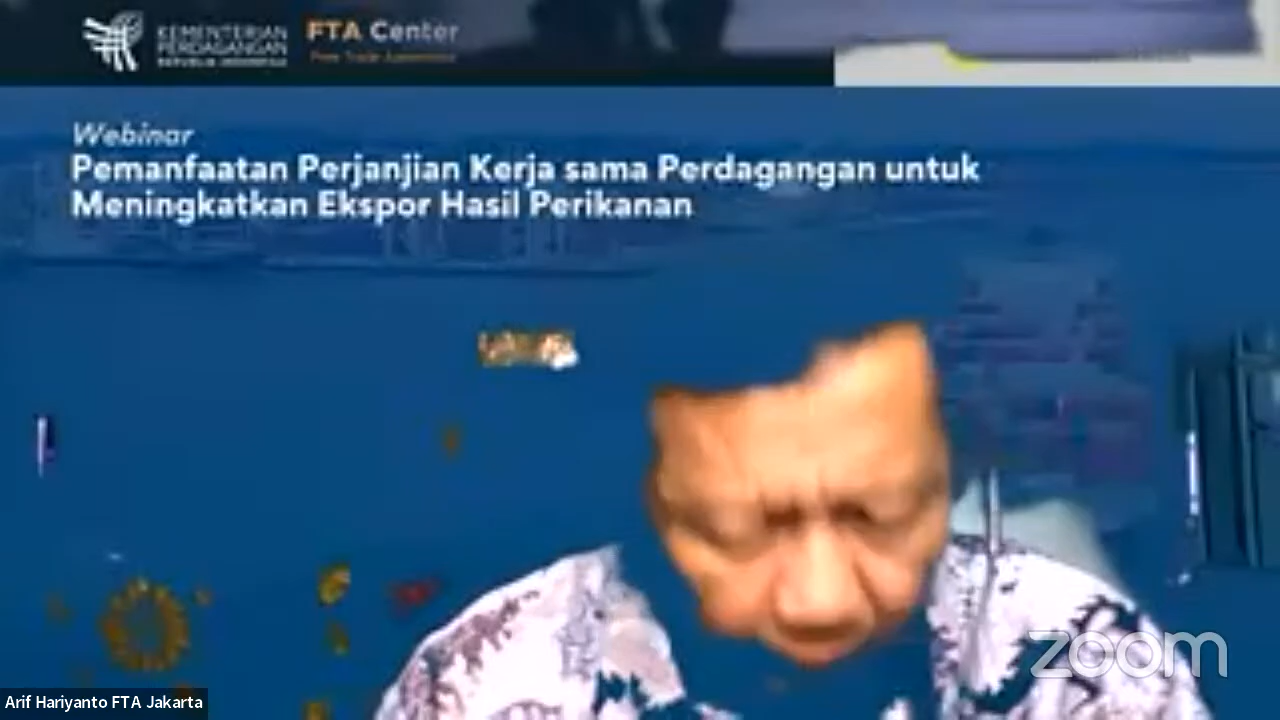 KEMENTERIAN
PERDAGANGAN
REPUBLIK INDONESIA
FTA Center
Free Trade Agreement
Webinar
Pemanfaatan Perjanjian Kerja sama Perdagangan untuk
Meningkatkan Ekspor Hasil Perikanan
zoom
Arif Hariyanto FTA Jakarta